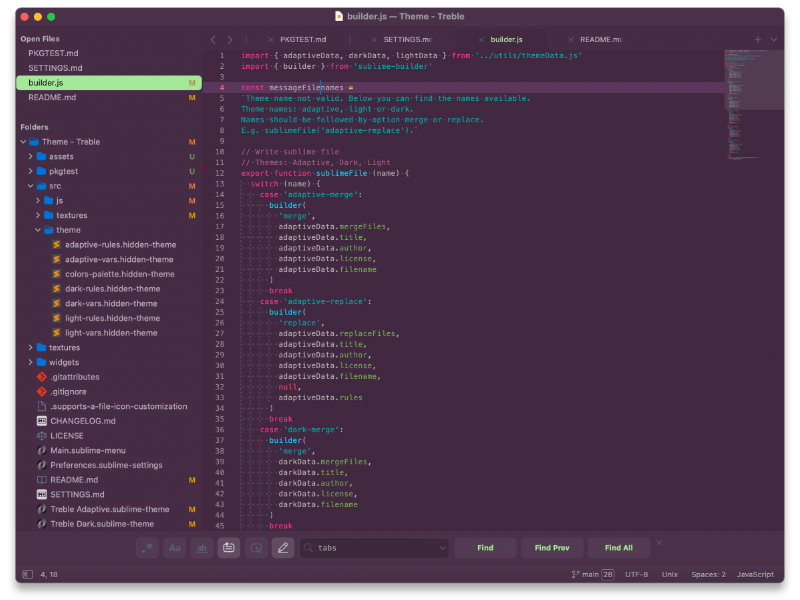 builder.js — Theme - Treble
Open Files
PKGTEST.md
SETTINGS.md
builder.js M
README.md M
Folders
Theme - Treble M
assets U
pkgtest U
src M
js M
textures M
theme
adaptive-rules.hidden-theme
adaptive-vars.hidden-theme
colors-palette.hidden-theme
dark-rules.hidden-theme
dark-vars.hidden-theme
light-rules.hidden-theme
light-vars.hidden-theme
textures
widgets
.gitattributes
.gitignore
.supports-a-file-icon-customization
CHANGELOG.md
LICENSE
Main.sublime-menu
Preferences.sublime-settings
README.md M
SETTINGS.md
Treble Adaptive.sublime-theme M
Treble Dark.sublime-theme M
PKGTEST.md SETTINGS.m builder.js README.m
1 import { adaptiveData, darkData, lightData } from '../utils/themeData.js'
2 import { builder } from 'sublime-builder'
3
4 const messageFilenames =
5 `Theme name not valid. Below you can find the names available.
6 Theme names: adaptive, light or dark.
7 Names should be followed by option merge or replace.
8 E.g. sublimeFile('adaptive-replace').`
9
10 // Write sublime file
11 // Themes: Adaptive, Dark, Light
12 export function sublimeFile (name) {
13 switch (name) {
14 case 'adaptive-merge':
15 builder(
16 'merge',
17 adaptiveData.mergeFiles,
18 adaptiveData.title,
19 adaptiveData.author,
20 adaptiveData.license,
21 adaptiveData.filename
22 )
23 break
24 case 'adaptive-replace':
25 builder(
26 'replace',
27 adaptiveData.replaceFiles,
28 adaptiveData.title,
29 adaptiveData.author,
30 adaptiveData.license,
31 adaptiveData.filename,
32 null,
33 adaptiveData.rules
34 )
35 break
36 case 'dark-merge':
37 builder(
38 'merge',
39 darkData.mergeFiles,
40 darkData.title,
41 darkData.author,
42 darkData.license,
43 darkData.filename
44 )
45 break
.* Aa ab tabs Find Find Prev Find All
4, 18 main 28 UTF-8 Unix Spaces: 2 JavaScript